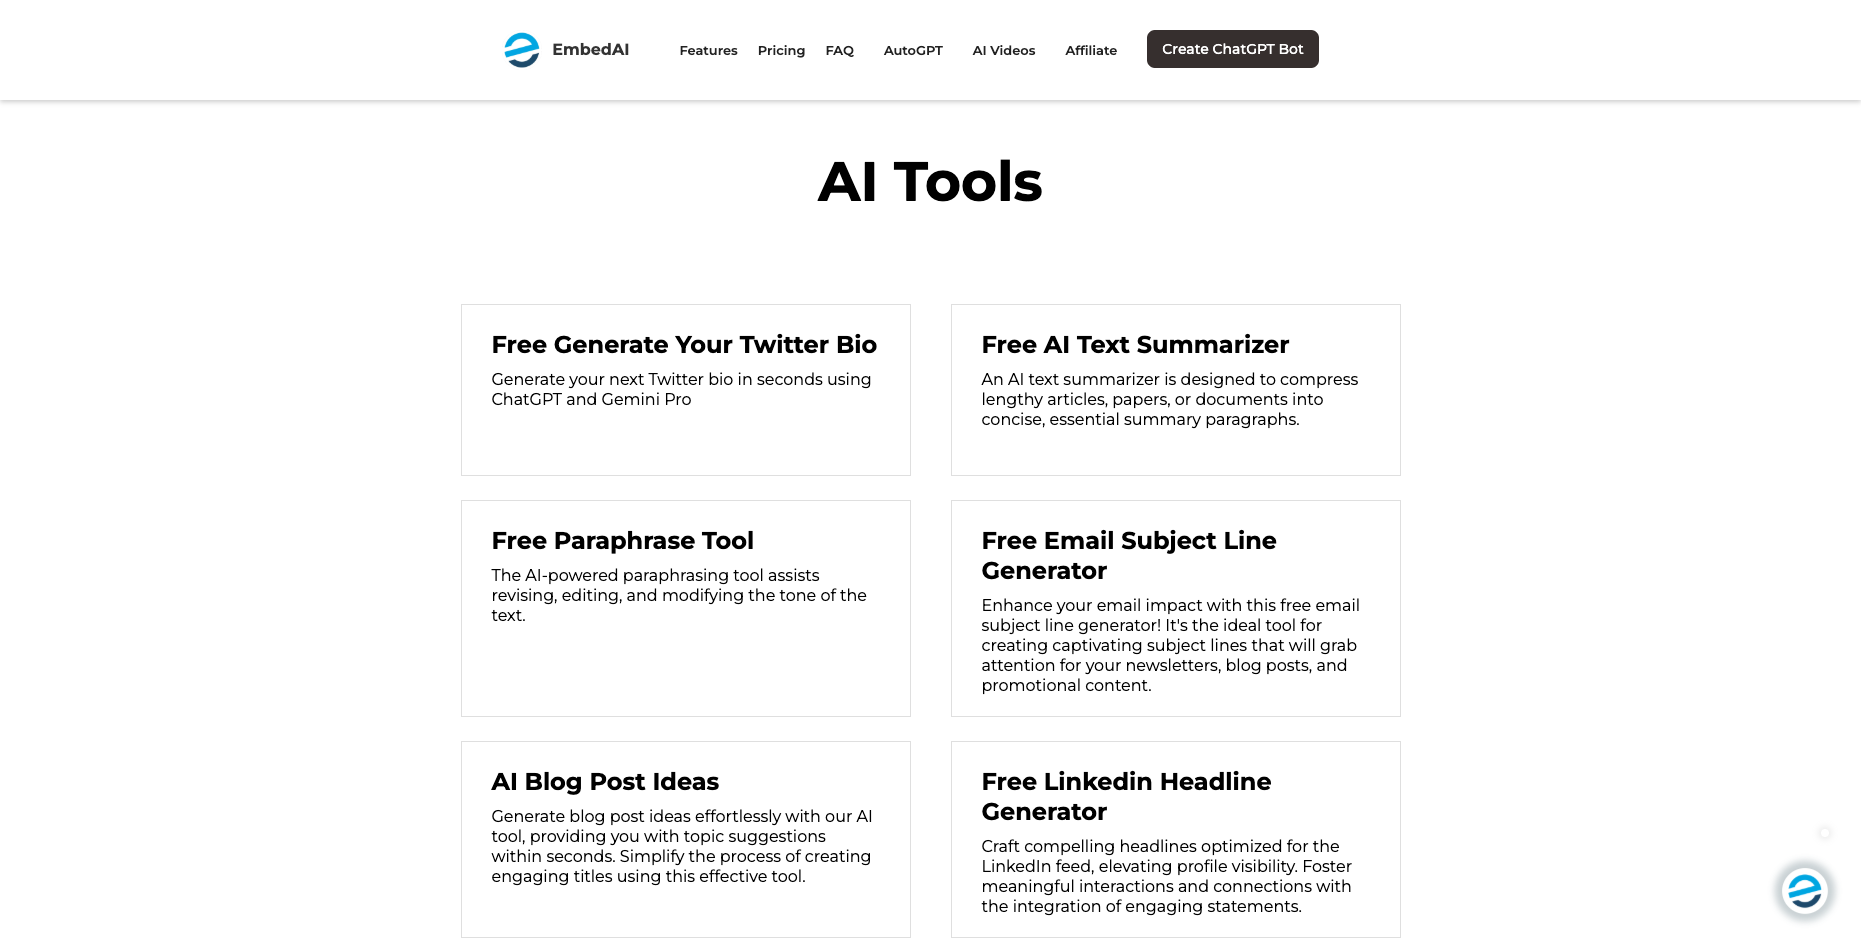 EmbedAI
Features Pricing FAQ AutoGPT AI Videos Affiliate Create ChatGPT Bot
AI Tools
Free Generate Your Twitter Bio
Generate your next Twitter bio in seconds using
ChatGPT and Gemini Pro
Free AI Text Summarizer
An AI text summarizer is designed to compress
lengthy articles, papers, or documents into
concise, essential summary paragraphs.
Free Paraphrase Tool
The AI-powered paraphrasing tool assists
revising, editing, and modifying the tone of the
text.
Free Email Subject Line
Generator
Enhance your email impact with this free email
subject line generator! It's the ideal tool for
creating captivating subject lines that will grab
attention for your newsletters, blog posts, and
promotional content.
AI Blog Post Ideas
Generate blog post ideas effortlessly with our AI
tool, providing you with topic suggestions
within seconds. Simplify the process of creating
engaging titles using this effective tool.
Free Linkedin Headline
Generator
Craft compelling headlines optimized for the
LinkedIn feed, elevating profile visibility. Foster
meaningful interactions and connections with
the integration of engaging statements.